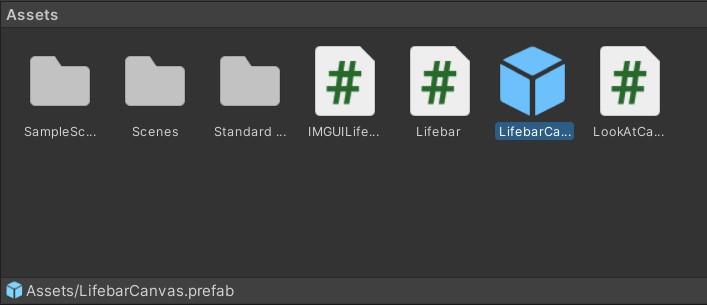 Assets
SampleSc...
Scenes
Standard ...
IMGUILife...
Lifebar
LifebarCa...
LookAtCa...
Assets/LifebarCanvas.prefab